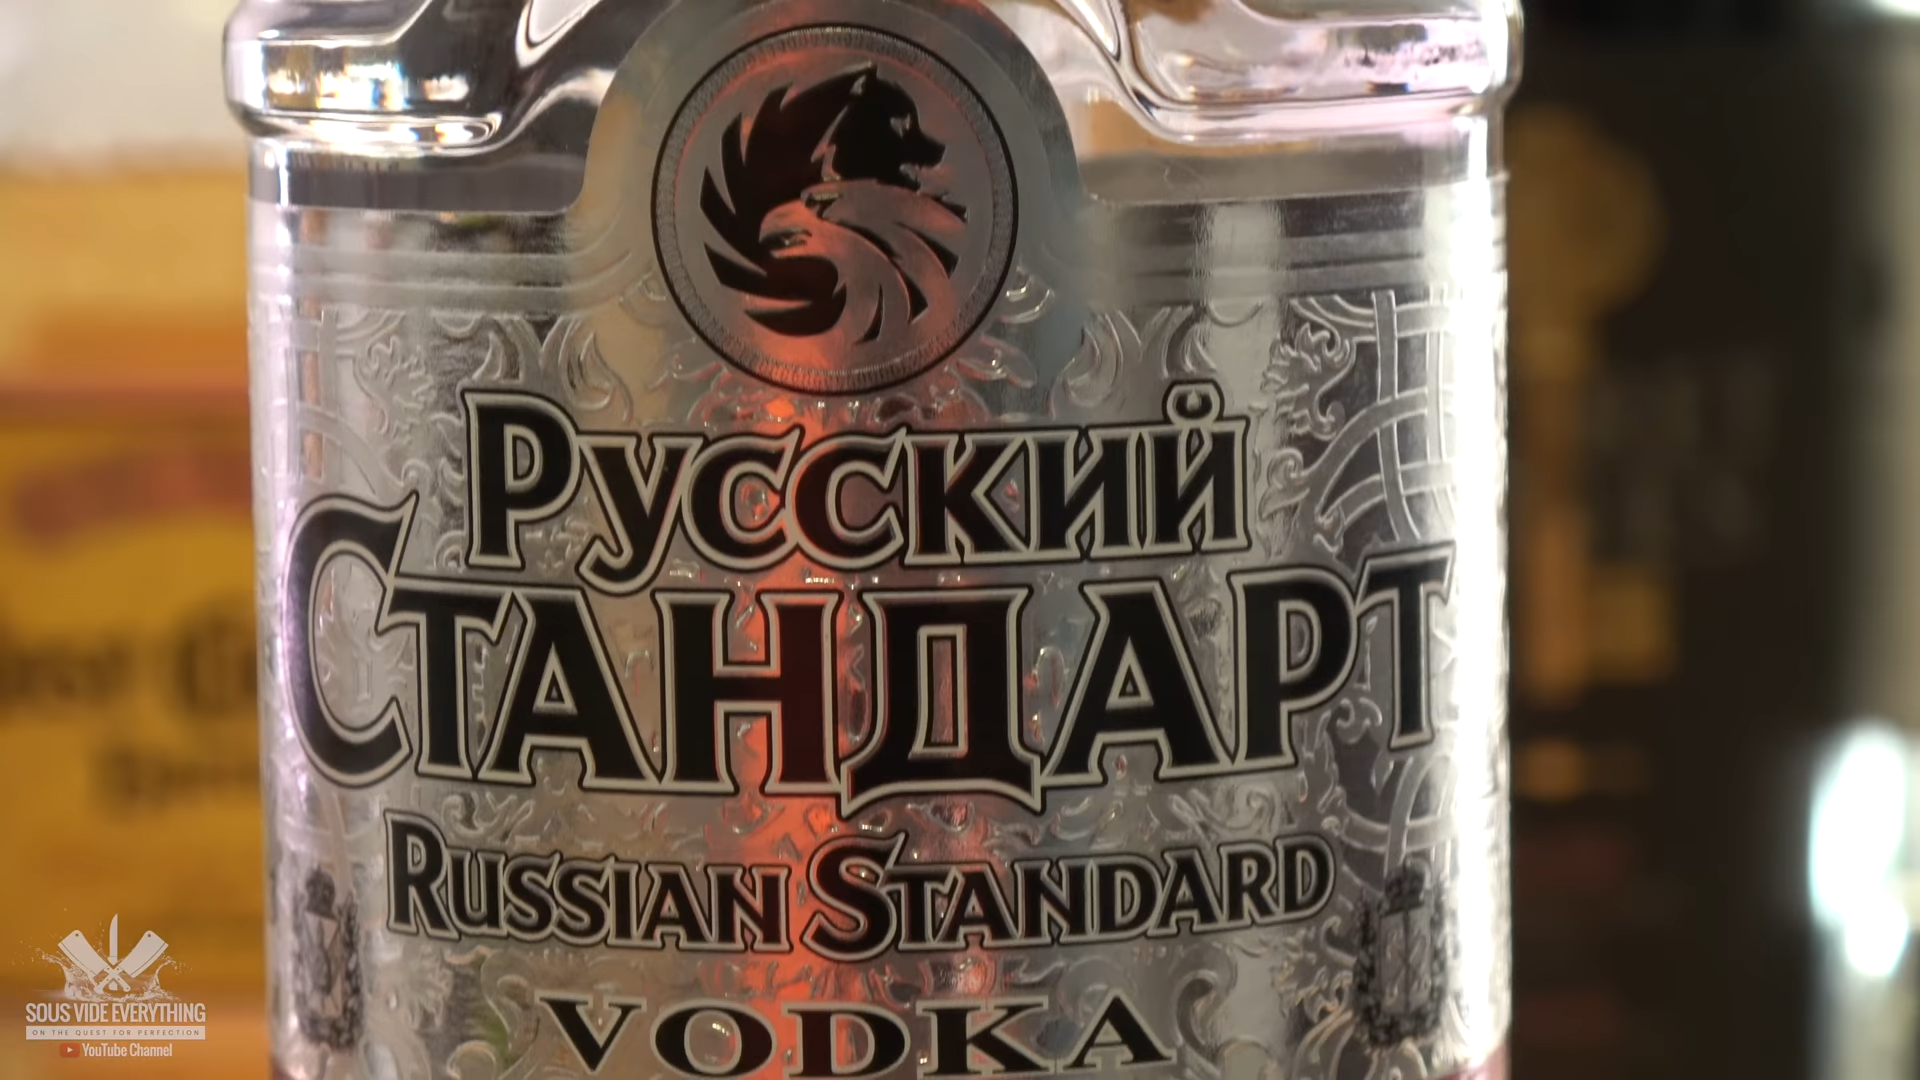 Русский
Стандарт
RUSSIAN STANDARD
VODKA
SOUS VIDE EVERYTHING
ON THE QUEST FOR PERFECTION
YouTube Channel